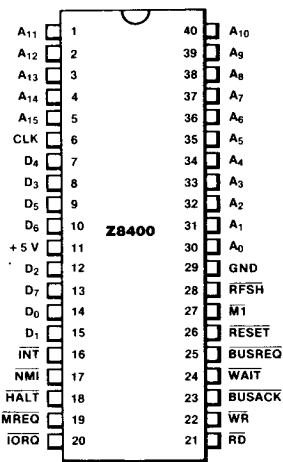 A11 1 40 A10
A12 2 39 A9
A13 3 38 A8
A14 4 37 A7
A15 5 36 A6
CLK 6 35 A5
D4 7 34 A4
D3 8 33 A3
D5 9 32 A2
D6 10 Z8400 31 A1
+5 V 11 30 A0
D2 12 29 GND
D7 13 28 RFSH
D0 14 27 M1
D1 15 26 RESET
INT 16 25 BUSREQ
NMI 17 24 WAIT
HALT 18 23 BUSACK
MREQ 19 22 WR
IORQ 20 21 RD